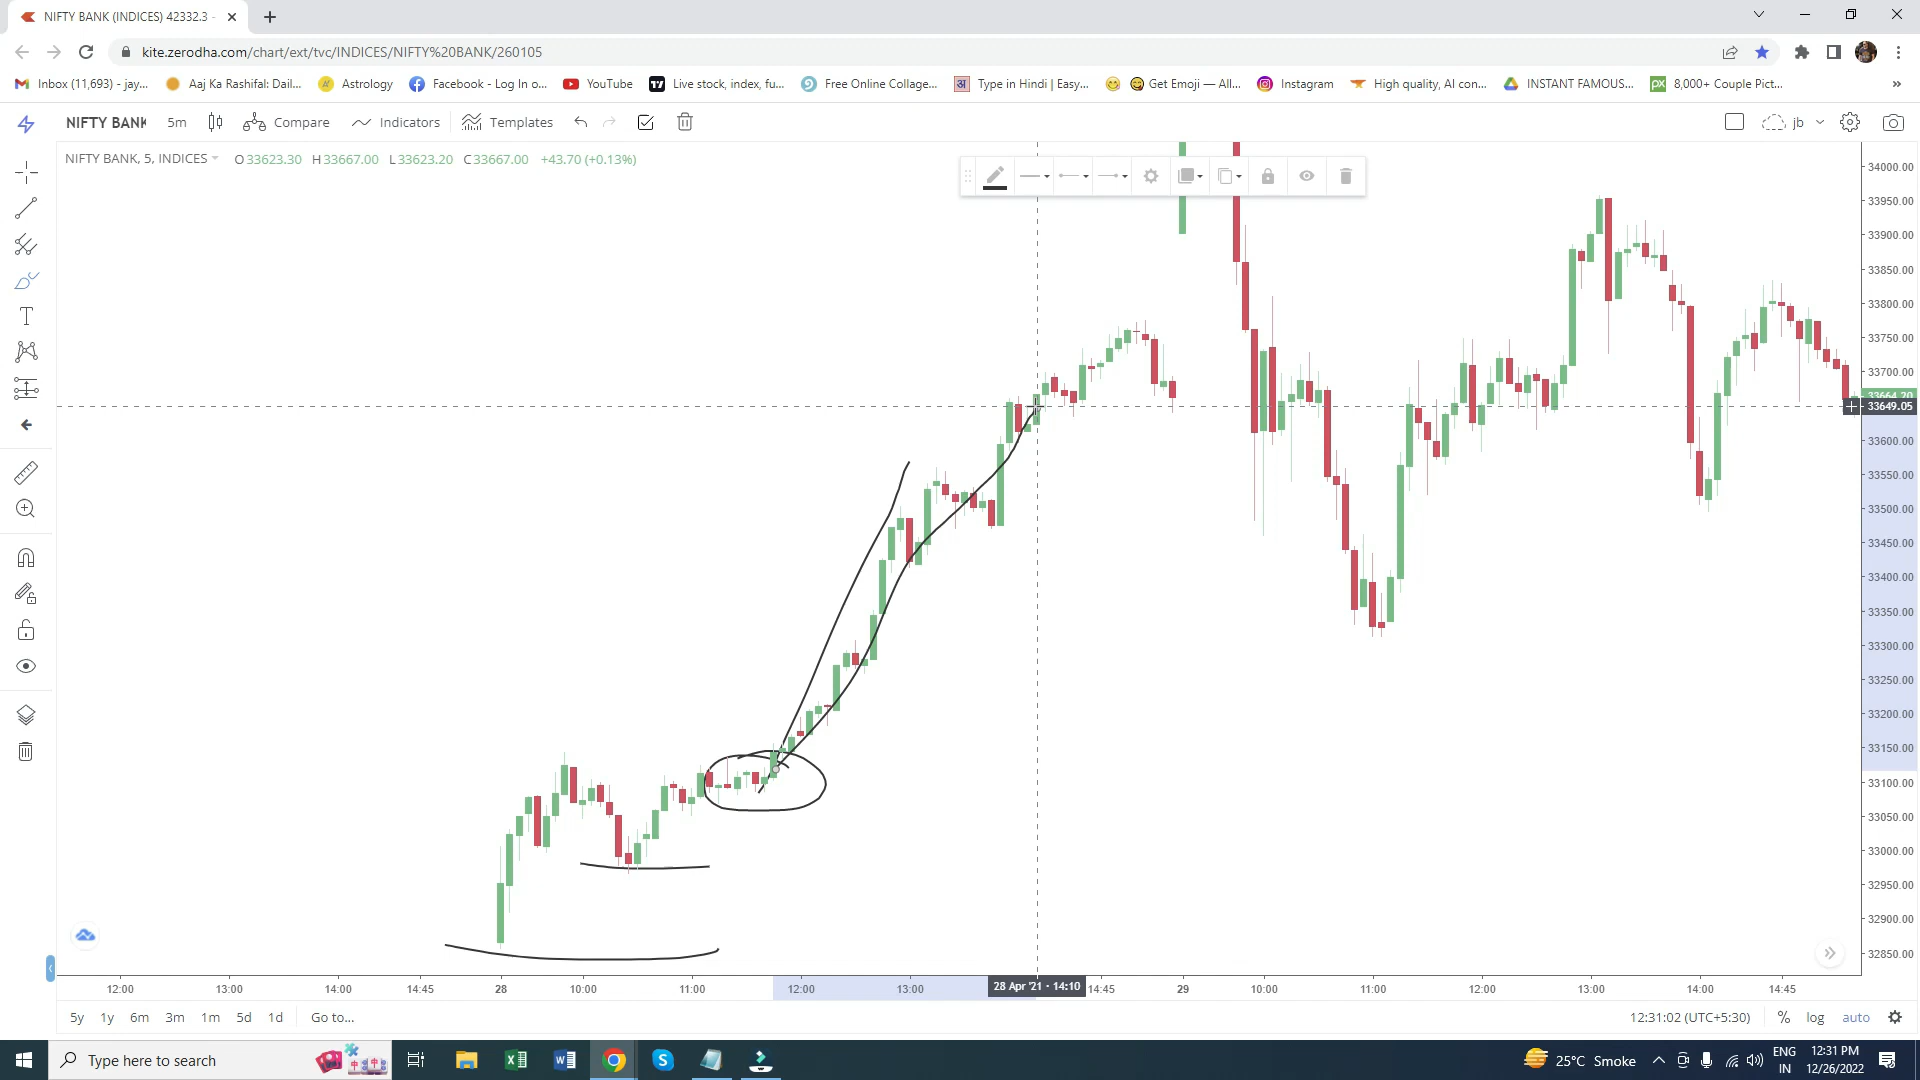 NIFTY BANK (INDICES) 42332.3 -
kite.zerodha.com/chart/ext/tvc/INDICES/NIFTY%20BANK/260105
Inbox (11,693) - jay...
Aaj Ka Rashifal: Dail...
Astrology
Facebook - Log In o...
YouTube
Live stock, index, fu...
Free Online Collage...
Type in Hindi | Easy...
Get Emoji — All...
Instagram
High quality, AI con...
INSTANT FAMOUS...
8,000+ Couple Pict...
NIFTY BANK 5m Compare Indicators Templates jb
NIFTY BANK, 5, INDICES O33623.30 H33667.00 L33623.20 C33667.00 +43.70 (+0.13%)
34000.00
33950.00
33900.00
33850.00
33800.00
33750.00
33700.00
33664.20
33649.05
33600.00
33550.00
33500.00
33450.00
33400.00
33350.00
33300.00
33250.00
33200.00
33150.00
33100.00
33050.00
33000.00
32950.00
32900.00
32850.00
12:00 13:00 14:00 14:45 28 10:00 11:00 12:00 13:00 28 Apr '21 - 14:10 14:45 29 10:00 11:00 12:00 13:00 14:00 14:45
5y 1y 6m 3m 1m 5d 1d Go to... 12:31:02 (UTC+5:30) % log auto
Type here to search
25°C Smoke
ENG
IN
12:31 PM
12/26/2022